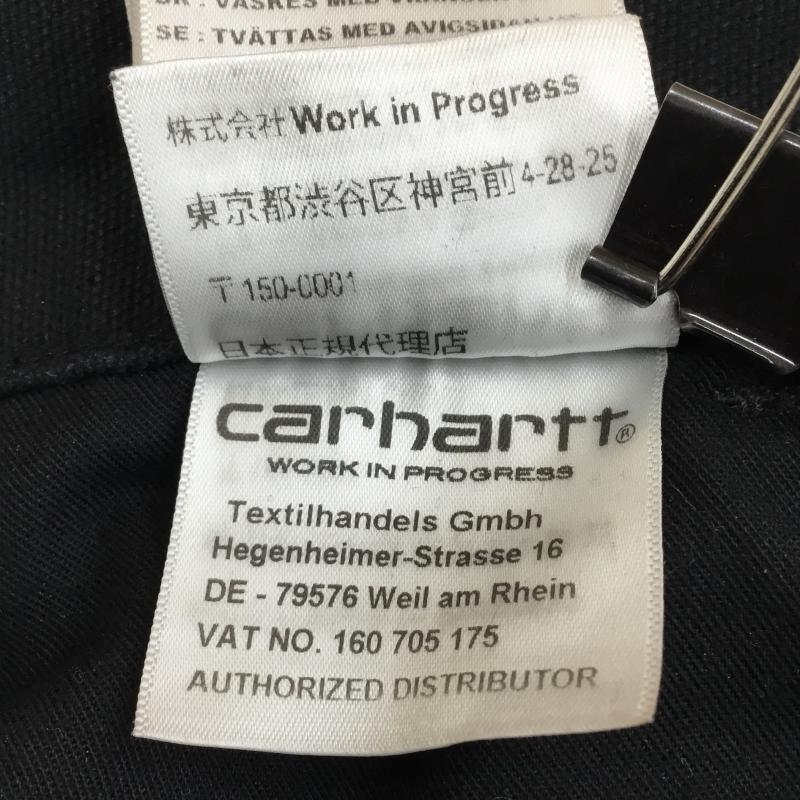 VASKES MED
SE : TVÄTTAS MED AVIGSIDAN
株式会社Work in Progress
東京都渋谷区神宮前4-28-25
〒150-0001
日本正規代理店
carhartt®
WORK IN PROGRESS
Textilhandels Gmbh
Hegenheimer-Strasse 16
DE - 79576 Weil am Rhein
VAT NO. 160 705 175
AUTHORIZED DISTRIBUTOR